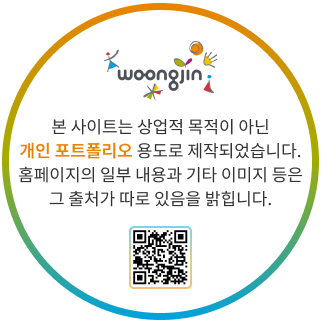 woongjin
본 사이트는 상업적 목적이 아닌
개인 포트폴리오 용도로 제작되었습니다.
홈페이지의 일부 내용과 기타 이미지 등은
그 출처가 따로 있음을 밝힙니다.